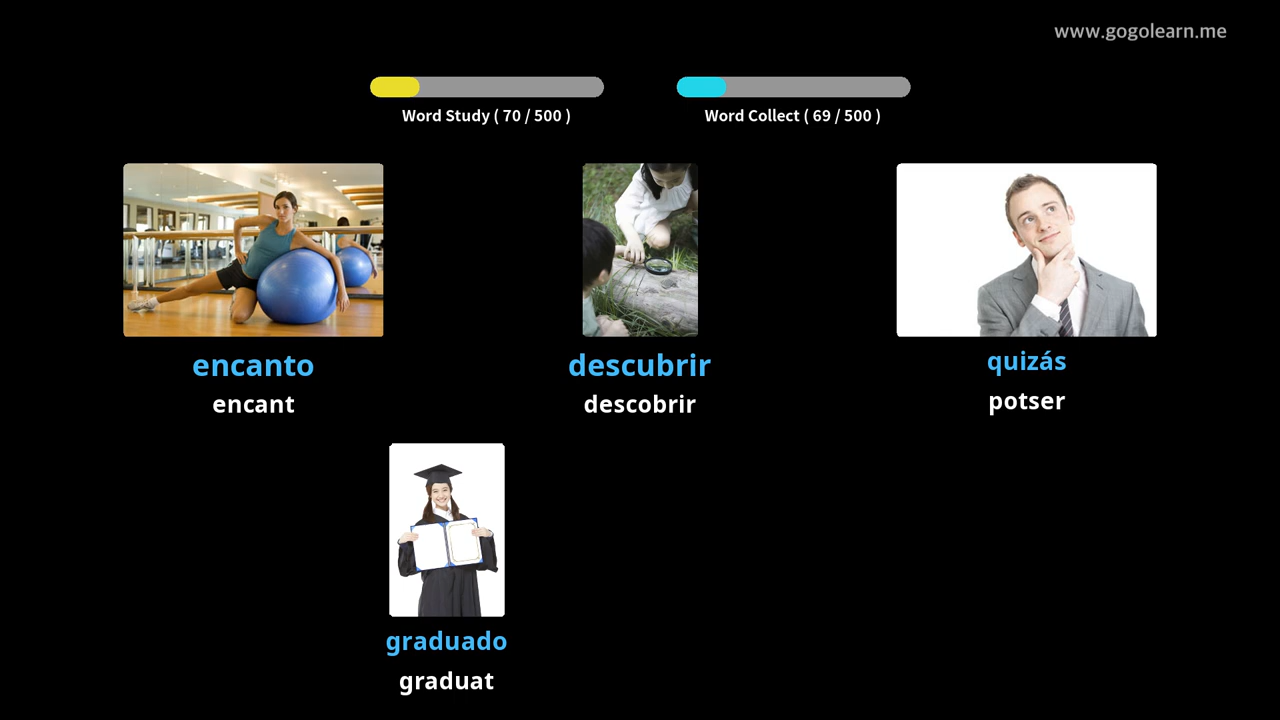 www.gogolearn.me
Word Study ( 70 / 500 )
Word Collect ( 69 / 500 )
encanto
encant
descubrir
descobrir
quizás
potser
graduado
graduat